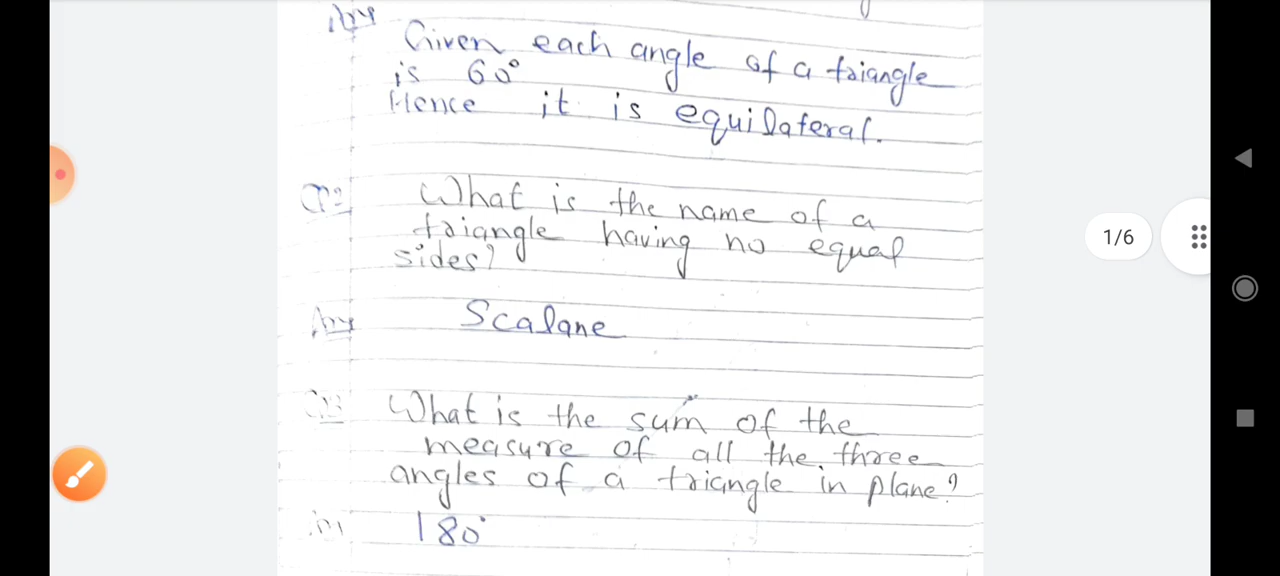 Ans
Given each angle of a triangle
is 60°
Hence it is equilateral.
Q2
What is the name of a
triangle having no equal
sides?
Ans
Scalane
Q3
What is the sum of the
measure of all the three
angles of a triangle in plane?
180°
1/6